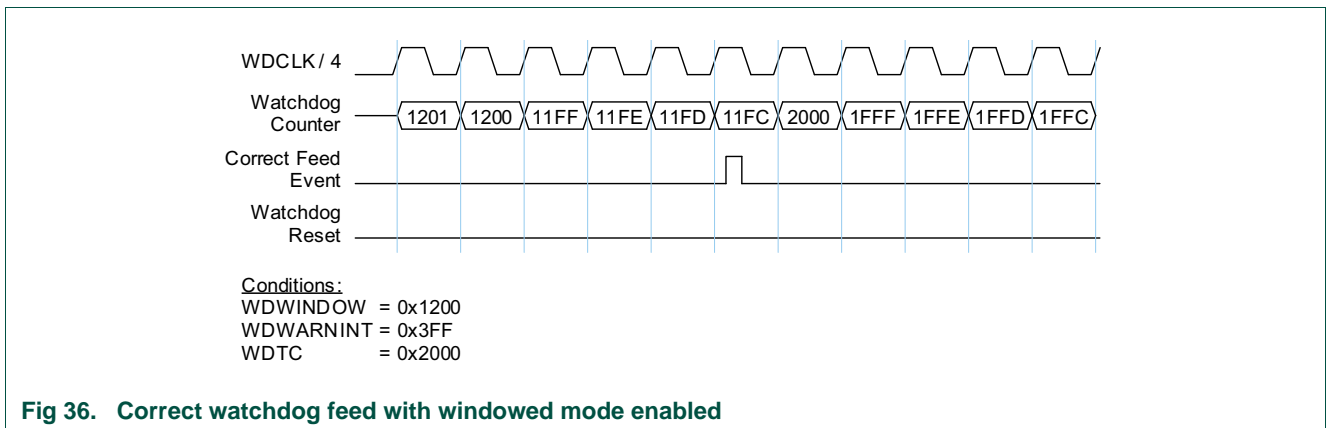 WDCLK / 4
Watchdog
Counter
1201 1200 11FF 11FE 11FD 11FC 2000 1FFF 1FFE 1FFD 1FFC
Correct Feed
Event
Watchdog
Reset
Conditions:
WDWINDOW = 0x1200
WDWARNINT = 0x3FF
WDTC = 0x2000
Fig 36. Correct watchdog feed with windowed mode enabled